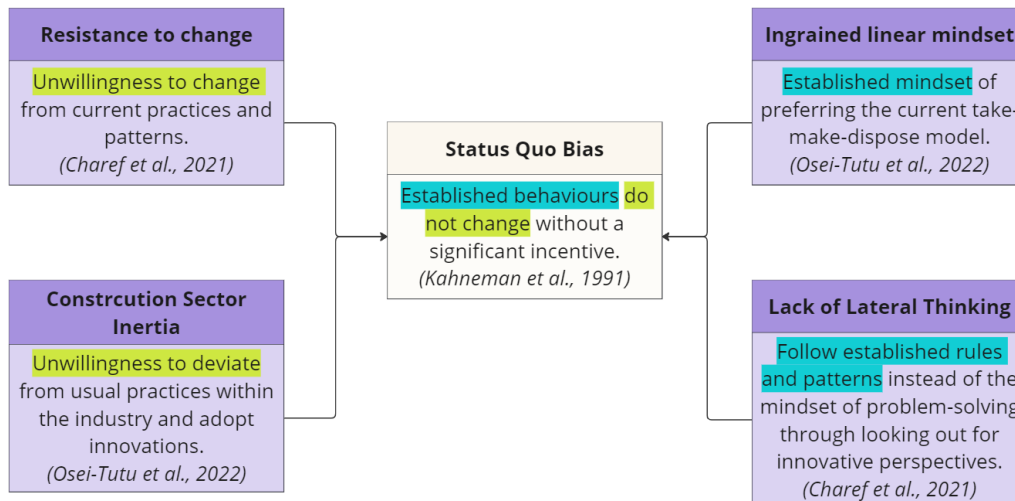 Resistance to change
Unwillingness to change
from current practices and
patterns.
(Charef et al., 2021)
Constrcution Sector
Inertia
Unwillingness to deviate
from usual practices within
the industry and adopt
innovations.
(Osei-Tutu et al., 2022)
Status Quo Bias
Established behaviours do
not change without a
significant incentive.
(Kahneman et al., 1991)
Ingrained linear mindset
Established mindset of
preferring the current take-
make-dispose model.
(Osei-Tutu et al., 2022)
Lack of Lateral Thinking
Follow established rules
and patterns instead of the
mindset of problem-solving
through looking out for
innovative perspectives.
(Charef et al., 2021)